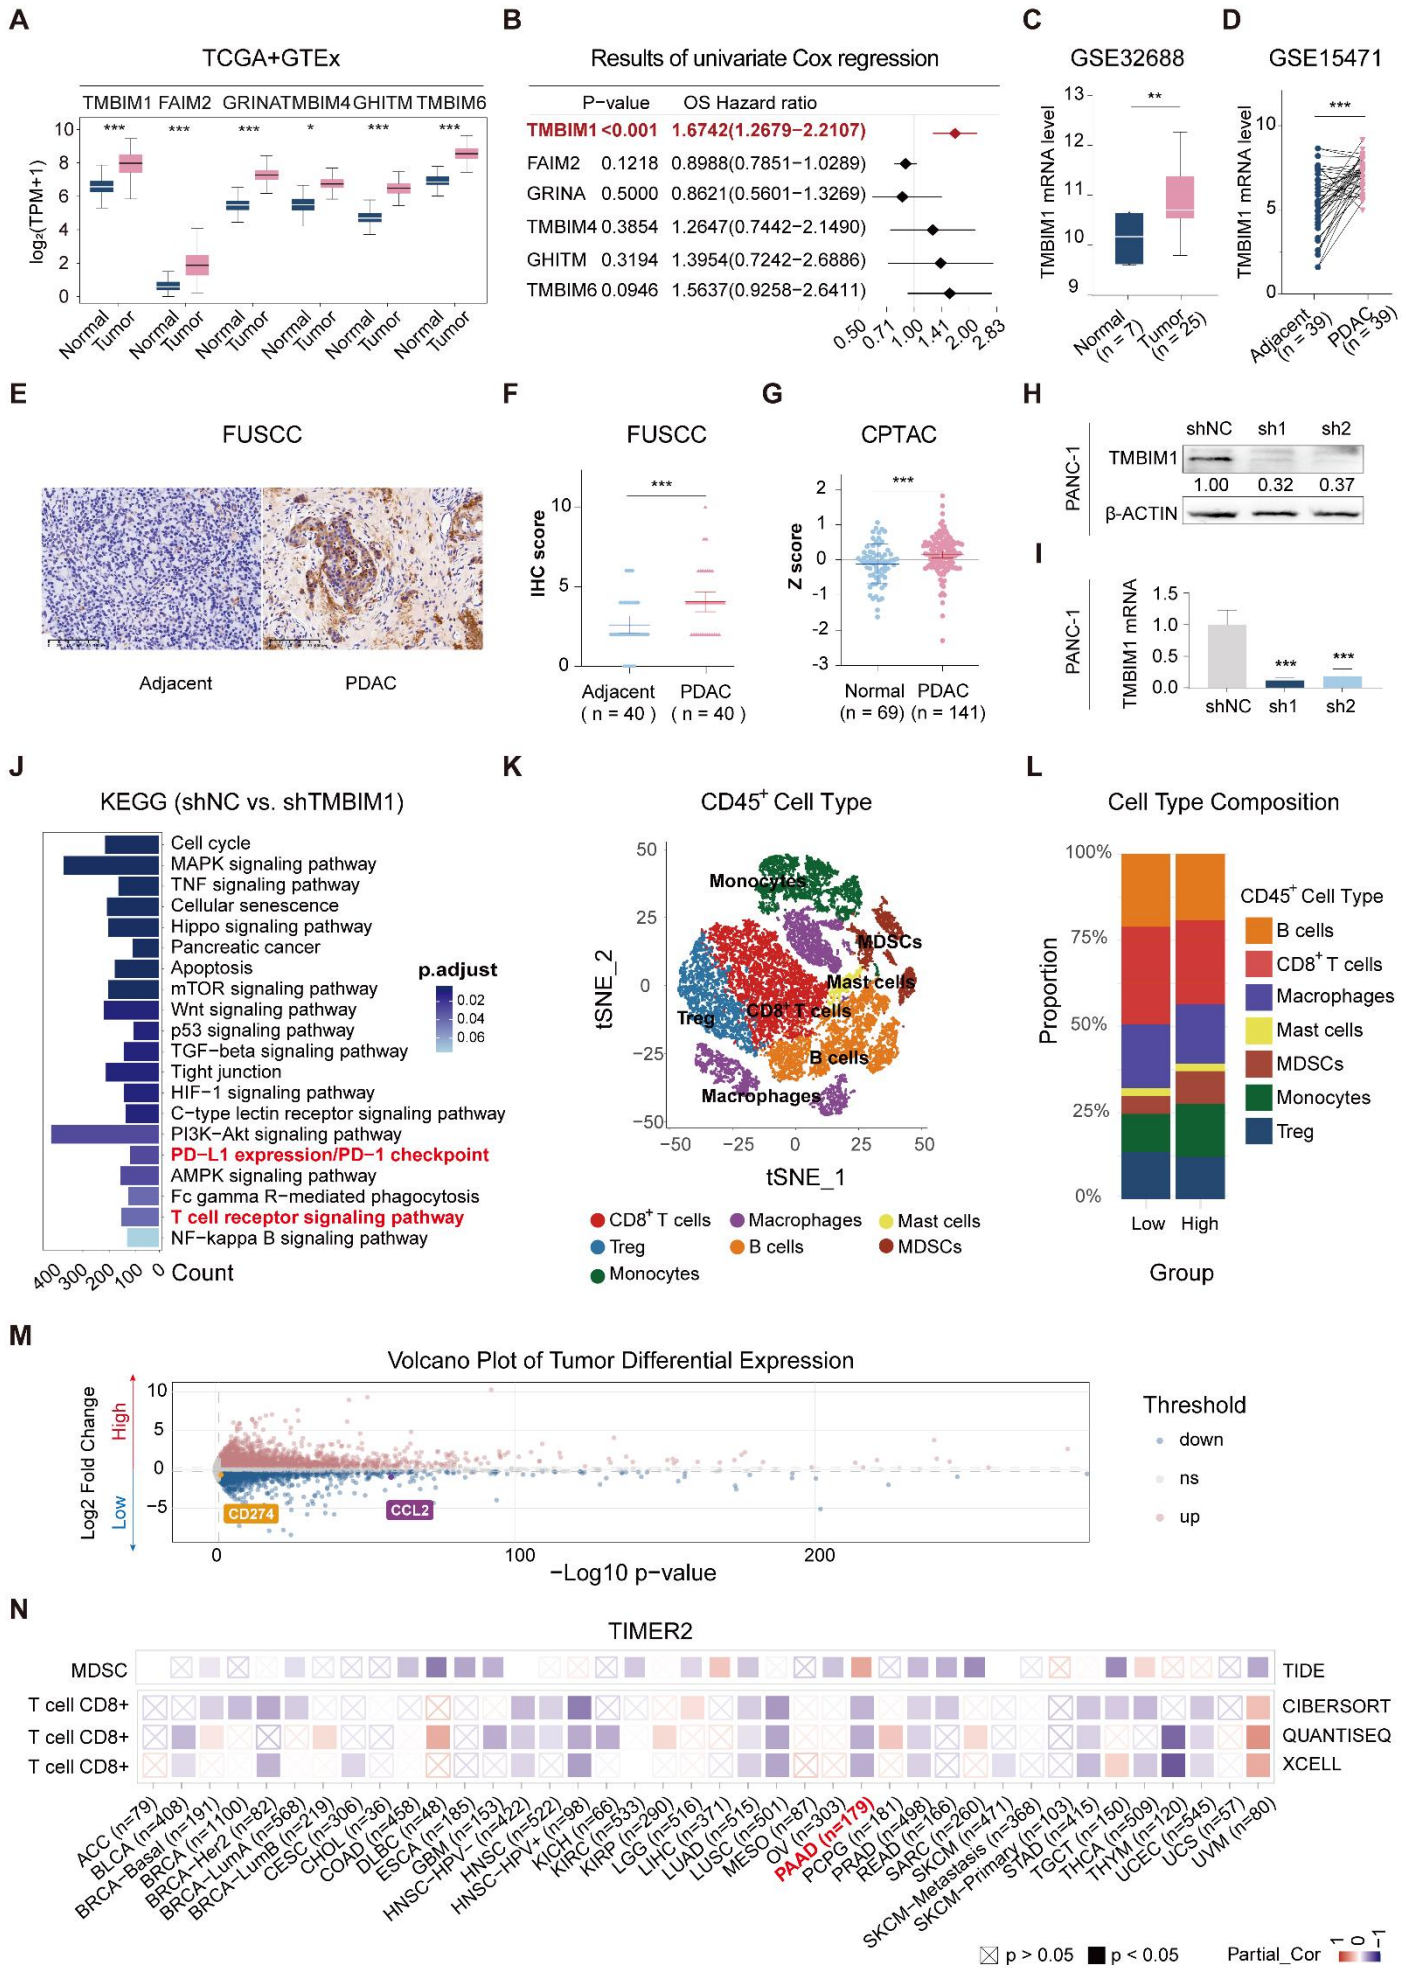 A
TCGA+GTEx
TMBIM1 FAIM2 GRINA TMBIM4 GHITM TMBIM6
*** *** *** * *** ***
log₂(TPM+1)
10
8
6
4
2
0
Normal Tumor Normal Tumor Normal Tumor Normal Tumor Normal Tumor Normal Tumor
B
Results of univariate Cox regression
P−value OS Hazard ratio
TMBIM1 <0.001 1.6742(1.2679−2.2107)
FAIM2 0.1218 0.8988(0.7851−1.0289)
GRINA 0.5000 0.8621(0.5601−1.3269)
TMBIM4 0.3854 1.2647(0.7442−2.1490)
GHITM 0.3194 1.3954(0.7242−2.6886)
TMBIM6 0.0946 1.5637(0.9258−2.6411)
0.50 0.71 1.00 1.41 2.00 2.83
C
GSE32688
TMBIM1 mRNA level
**
13
12
11
10
9
Normal (n = 7)
Tumor (n = 25)
D
GSE15471
TMBIM1 mRNA level
***
10
5
0
Adjacent (n = 39)
PDAC (n = 39)
E
FUSCC
Adjacent PDAC
F
FUSCC
IHC score
***
10
5
0
Adjacent PDAC
( n = 40 ) ( n = 40 )
G
CPTAC
Z score
***
2
1
0
-1
-2
-3
Normal PDAC
(n = 69) (n = 141)
H
PANC-1
shNC sh1 sh2
TMBIM1
1.00 0.32 0.37
β-ACTIN
I
PANC-1
TMBIM1 mRNA
1.5
1.0
0.5
0.0
*** ***
shNC sh1 sh2
J
KEGG (shNC vs. shTMBIM1)
Cell cycle
MAPK signaling pathway
TNF signaling pathway
Cellular senescence
Hippo signaling pathway
Pancreatic cancer
Apoptosis
mTOR signaling pathway
Wnt signaling pathway
p53 signaling pathway
TGF−beta signaling pathway
Tight junction
HIF−1 signaling pathway
C−type lectin receptor signaling pathway
PI3K−Akt signaling pathway
PD−L1 expression/PD−1 checkpoint
AMPK signaling pathway
Fc gamma R−mediated phagocytosis
T cell receptor signaling pathway
NF−kappa B signaling pathway
400 300 200 100 0 Count
p.adjust
0.02
0.04
0.06
K
CD45⁺ Cell Type
tSNE_2
50
25
0
−25
−50
Monocytes
MDSCs
Mast cells
CD8⁺ T cells
Treg
B cells
Macrophages
−50 −25 0 25 50
tSNE_1
CD8⁺ T cells Macrophages Mast cells
Treg B cells MDSCs
Monocytes
L
Cell Type Composition
Proportion
100%
75%
50%
25%
0%
Low High
Group
CD45⁺ Cell Type
B cells
CD8⁺ T cells
Macrophages
Mast cells
MDSCs
Monocytes
Treg
M
Volcano Plot of Tumor Differential Expression
Log2 Fold Change
High
Low
10
5
0
−5
CD274
CCL2
0 100 200
−Log10 p−value
Threshold
down
ns
up
N
TIMER2
MDSC TIDE
T cell CD8+ CIBERSORT
T cell CD8+ QUANTISEQ
T cell CD8+ XCELL
ACC (n=79)
BLCA (n=408)
BRCA−Basal (n=191)
BRCA (n=1100)
BRCA−Her2 (n=82)
BRCA−LumA (n=568)
BRCA−LumB (n=219)
CESC (n=306)
CHOL (n=36)
COAD (n=458)
DLBC (n=48)
ESCA (n=185)
GBM (n=153)
HNSC−HPV− (n=422)
HNSC (n=522)
HNSC−HPV+ (n=98)
KICH (n=66)
KIRC (n=533)
KIRP (n=290)
LGG (n=516)
LIHC (n=371)
LUAD (n=515)
LUSC (n=501)
MESO (n=87)
OV (n=303)
PAAD (n=179)
PCPG (n=181)
PRAD (n=498)
READ (n=166)
SARC (n=260)
SKCM (n=471)
SKCM−Metastasis (n=368)
SKCM−Primary (n=103)
STAD (n=415)
TGCT (n=150)
THCA (n=509)
THYM (n=120)
UCEC (n=545)
UCS (n=57)
UVM (n=80)
p > 0.05 p < 0.05 Partial_Cor 1 0 −1